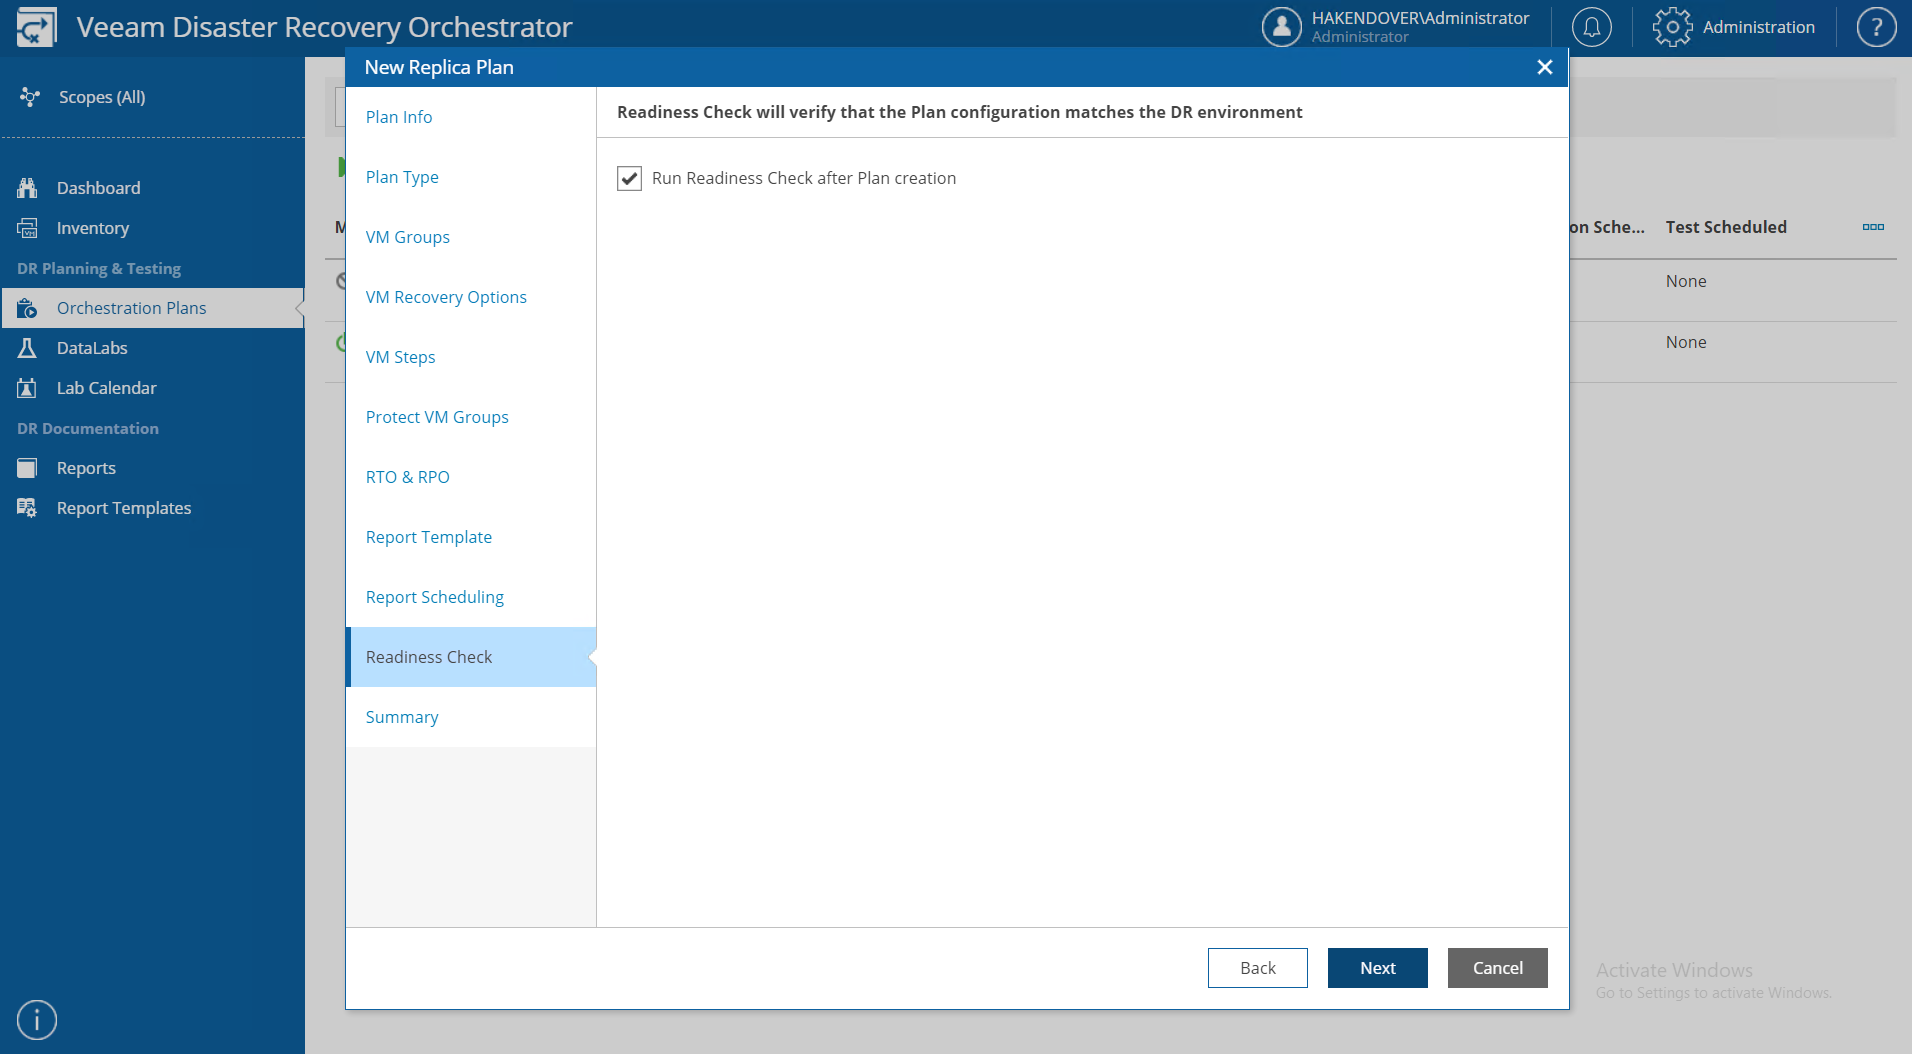 Veeam Disaster Recovery Orchestrator
HAKENDOVER\Administrator
Administrator
Administration
?
Scopes (All)
Dashboard
Inventory
DR Planning & Testing
Orchestration Plans
DataLabs
Lab Calendar
DR Documentation
Reports
Report Templates
New Replica Plan
Plan Info
Plan Type
VM Groups
VM Recovery Options
VM Steps
Protect VM Groups
RTO & RPO
Report Template
Report Scheduling
Readiness Check
Summary
Readiness Check will verify that the Plan configuration matches the DR environment
Run Readiness Check after Plan creation
Back Next Cancel
on Sche... Test Scheduled
None
None
Activate Windows
Go to Settings to activate Windows.